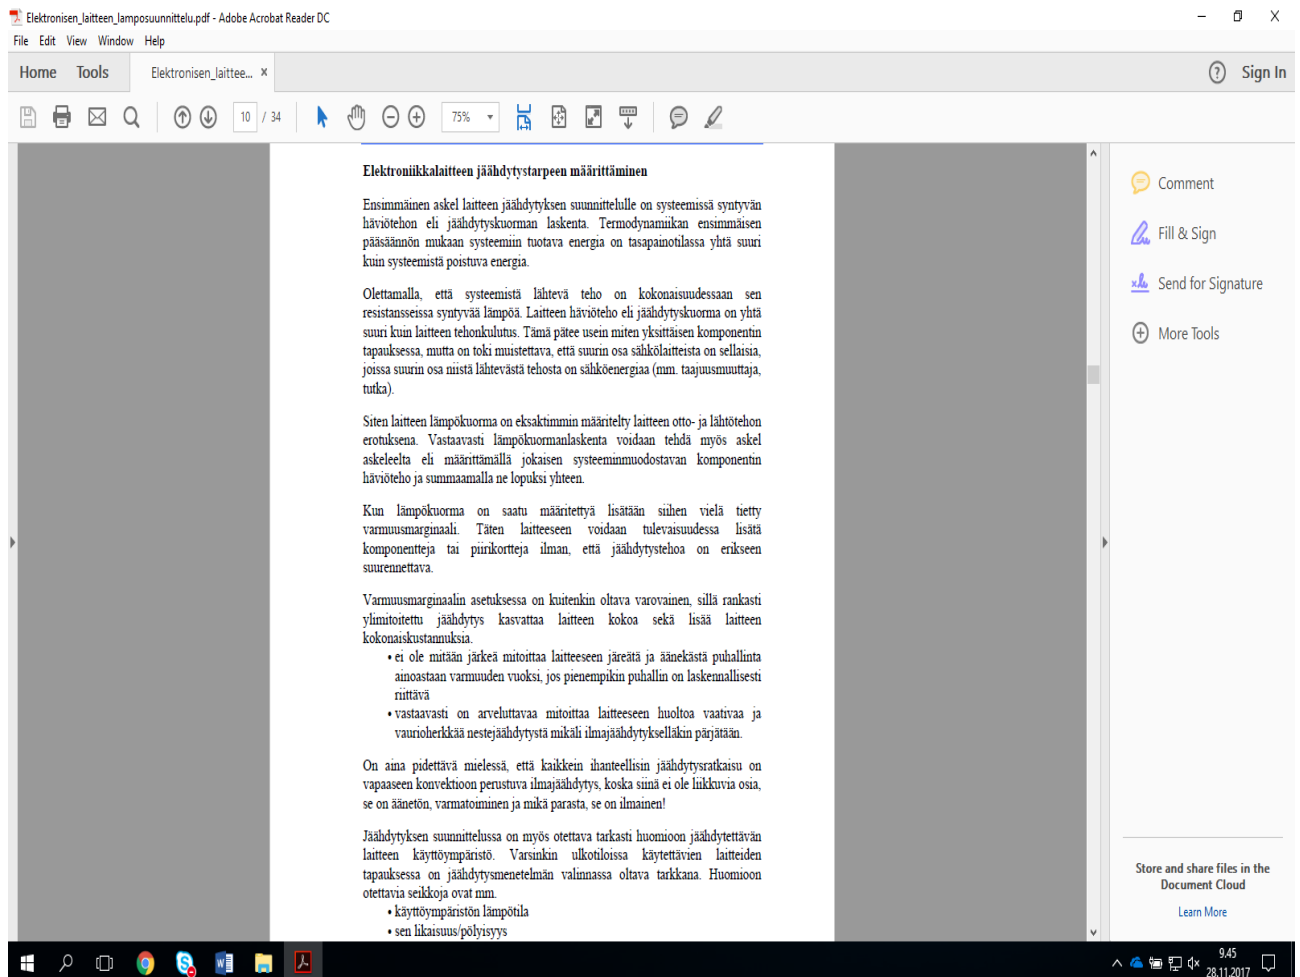 Elektronisen_laitteen_lamposuunnittelu.pdf - Adobe Acrobat Reader DC
File Edit View Window Help
Home Tools Elektronisen_laittee... × Sign In
10 / 34 75%
Elektroniikkalaitteen jäähdytystarpeen määrittäminen
Ensimmäinen askel laitteen jäähdytyksen suunnittelulle on systeemissä syntyvän
häviötehon eli jäähdytyskuorman laskenta. Termodynamiikan ensimmäisen
pääsäännön mukaan systeemiin tuotava energia on tasapainotilassa yhtä suuri
kuin systeemistä poistuva energia.
Olettamalla, että systeemistä lähtevä teho on kokonaisuudessaan sen
resistansseissa syntyvää lämpöä. Laitteen häviöteho eli jäähdytyskuorma on yhtä
suuri kuin laitteen tehonkulutus. Tämä pätee usein miten yksittäisen komponentin
tapauksessa, mutta on toki muistettava, että suurin osa sähkölaitteista on sellaisia,
joissa suurin osa niistä lähtevästä tehosta on sähköenergiaa (mm. taajuusmuuttaja,
tutka).
Siten laitteen lämpökuorma on eksaktimmin määritelty laitteen otto- ja lähtötehon
erotuksena. Vastaavasti lämpökuormanlaskenta voidaan tehdä myös askel
askeleelta eli määrittämällä jokaisen systeeminmuodostavan komponentin
häviöteho ja summaamalla ne lopuksi yhteen.
Kun lämpökuorma on saatu määritettyä lisätään siihen vielä tietty
varmuusmarginaali. Täten laitteeseen voidaan tulevaisuudessa lisätä
komponentteja tai piirikortteja ilman, että jäähdytystehoa on erikseen
suurennettava.
Varmuusmarginaalin asetuksessa on kuitenkin oltava varovainen, sillä rankasti
ylimitoitettu jäähdytys kasvattaa laitteen kokoa sekä lisää laitteen
kokonaiskustannuksia.
• ei ole mitään järkeä mitoittaa laitteeseen järeätä ja äänekästä puhallinta
ainoastaan varmuuden vuoksi, jos pienempikin puhallin on laskennallisesti
riittävä
• vastaavasti on arveluttavaa mitoittaa laitteeseen huoltoa vaativaa ja
vaurioherkkää nestejäähdytystä mikäli ilmajäähdytykselläkin pärjätään.
On aina pidettävä mielessä, että kaikkein ihanteellisin jäähdytysratkaisu on
vapaaseen konvektioon perustuva ilmajäähdytys, koska siinä ei ole liikkuvia osia,
se on äänetön, varmatoiminen ja mikä parasta, se on ilmainen!
Jäähdytyksen suunnittelussa on myös otettava tarkasti huomioon jäähdytettävän
laitteen käyttöympäristö. Varsinkin ulkotiloissa käytettävien laitteiden
tapauksessa on jäähdytysmenetelmän valinnassa oltava tarkkana. Huomioon
otettavia seikkoja ovat mm.
• käyttöympäristön lämpötila
• sen likaisuus/pölyisyys
Comment
Fill & Sign
Send for Signature
More Tools
Store and share files in the
Document Cloud
Learn More
9.45
28.11.2017